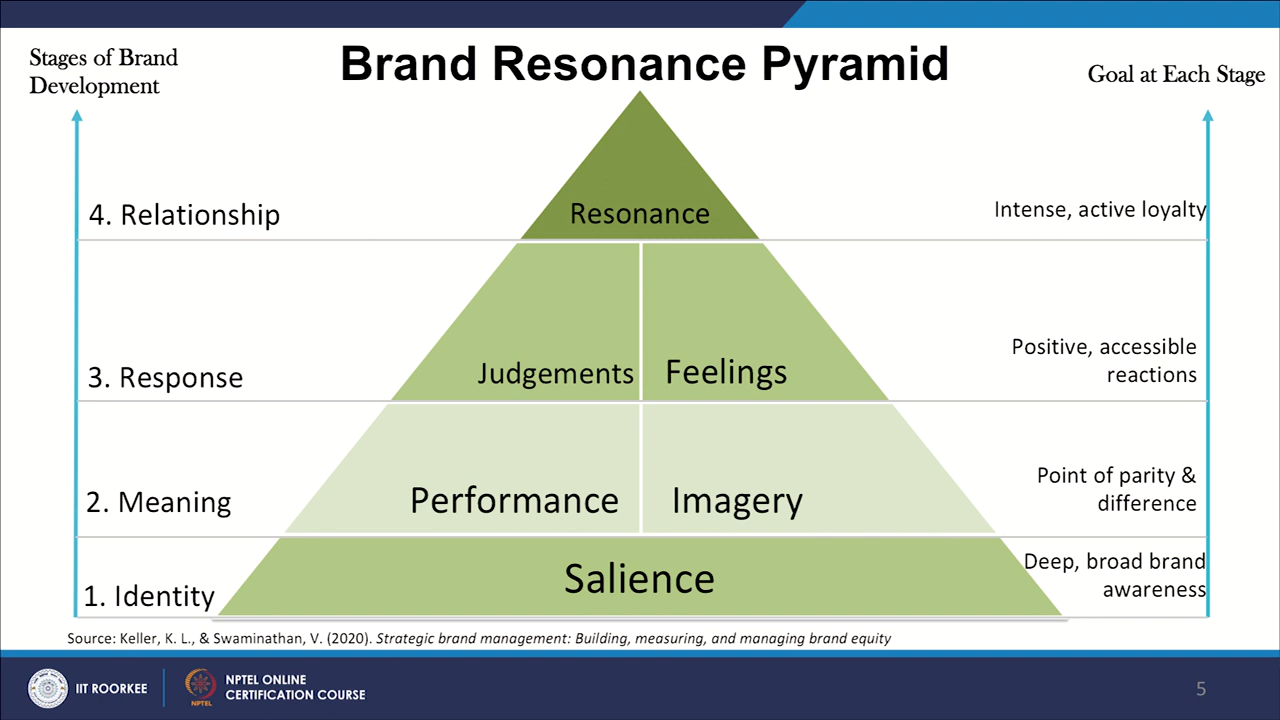 Stages of Brand
Development
Brand Resonance Pyramid
Goal at Each Stage
4. Relationship
Resonance
Intense, active loyalty
3. Response
Judgements
Feelings
Positive, accessible
reactions
2. Meaning
Performance
Imagery
Point of parity &
difference
1. Identity
Salience
Deep, broad brand
awareness
Source: Keller, K. L., & Swaminathan, V. (2020). Strategic brand management: Building, measuring, and managing brand equity
IIT ROORKEE
NPTEL
NPTEL ONLINE
CERTIFICATION COURSE
5